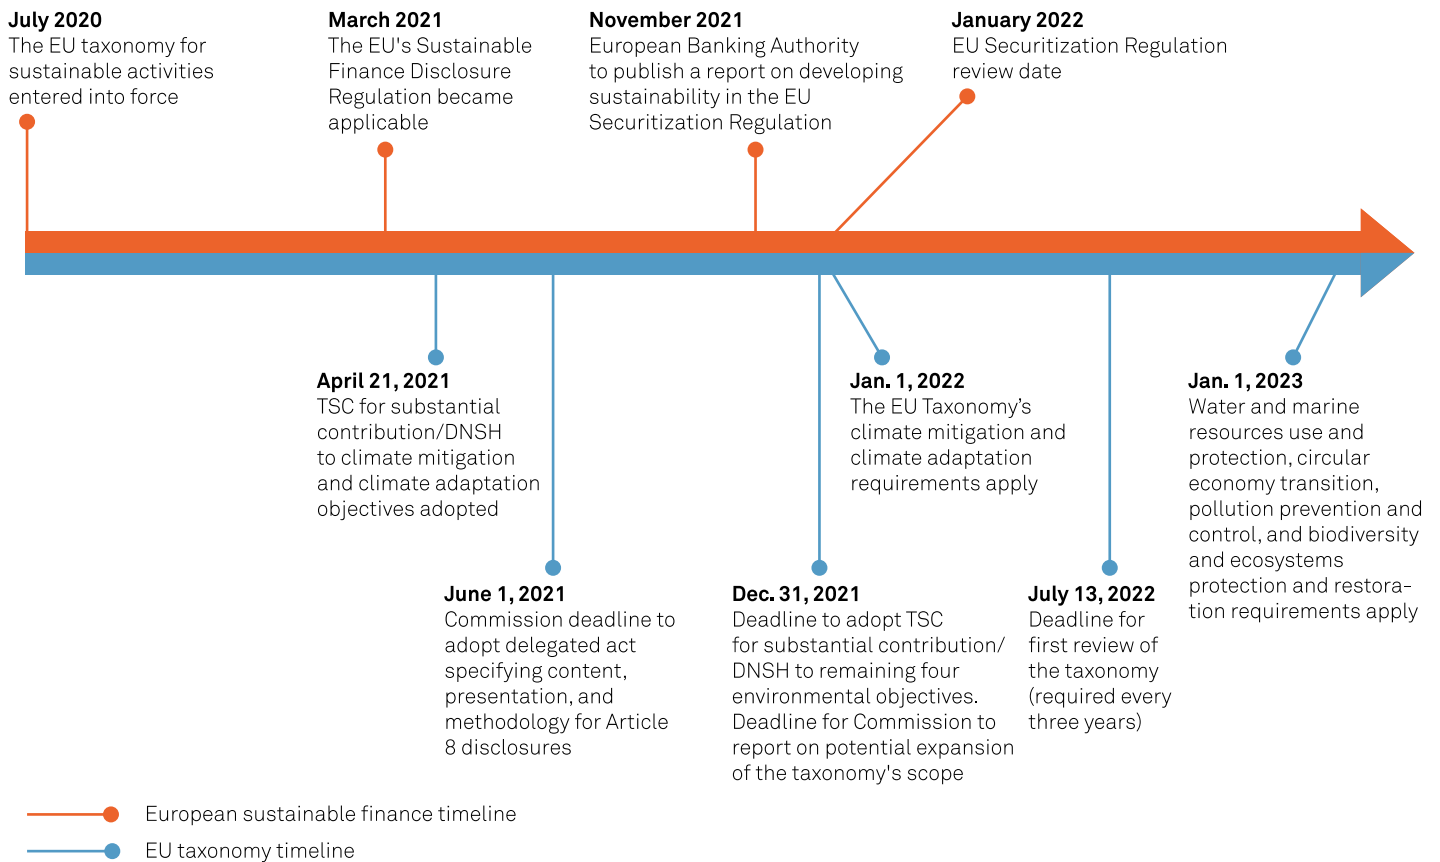 July 2020
The EU taxonomy for
sustainable activities
entered into force
March 2021
The EU's Sustainable
Finance Disclosure
Regulation became
applicable
November 2021
European Banking Authority
to publish a report on developing
sustainability in the EU
Securitization Regulation
January 2022
EU Securitization Regulation
review date
April 21, 2021
TSC for substantial
contribution/DNSH
to climate mitigation
and climate adaptation
objectives adopted
Jan. 1, 2022
The EU Taxonomy’s
climate mitigation and
climate adaptation
requirements apply
Jan. 1, 2023
Water and marine
resources use and
protection, circular
economy transition,
pollution prevention and
control, and biodiversity
and ecosystems
protection and restora-
tion requirements apply
June 1, 2021
Commission deadline to
adopt delegated act
specifying content,
presentation, and
methodology for Article
8 disclosures
Dec. 31, 2021
Deadline to adopt TSC
for substantial contribution/
DNSH to remaining four
environmental objectives.
Deadline for Commission to
report on potential expansion
of the taxonomy's scope
July 13, 2022
Deadline for
first review of
the taxonomy
(required every
three years)
European sustainable finance timeline
EU taxonomy timeline